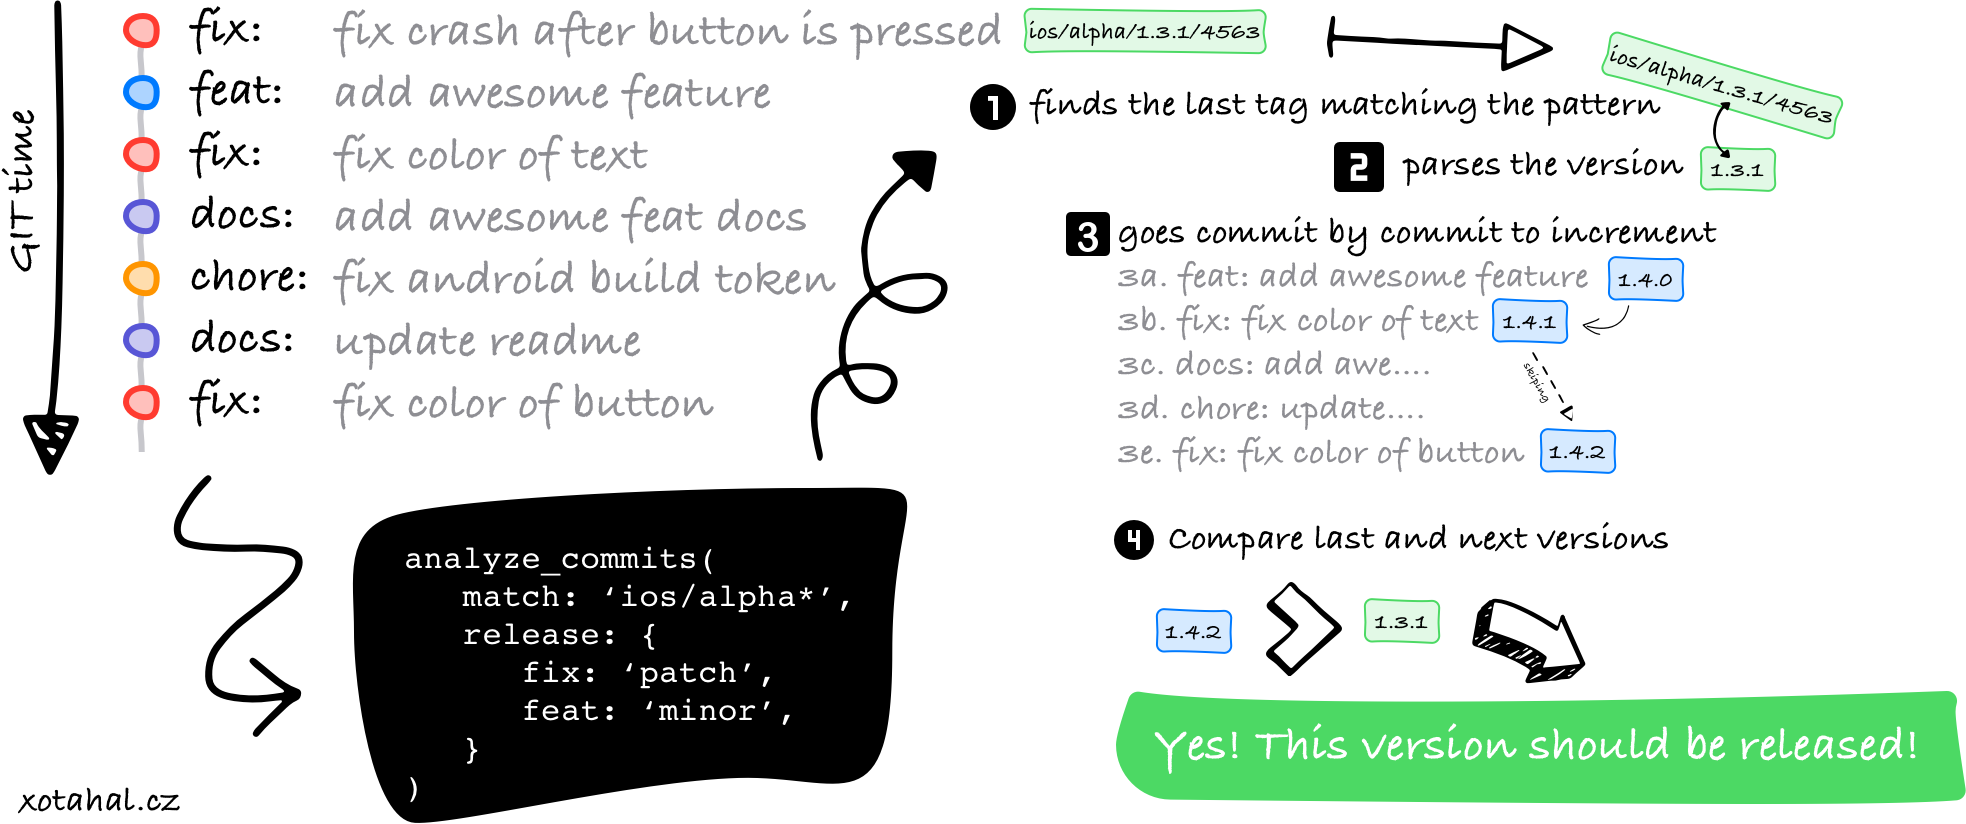 GIT time
fix: fix crash after button is pressed ios/alpha/1.3.1/4563
feat: add awesome feature
fix: fix color of text
docs: add awesome feat docs
chore: fix android build token
docs: update readme
fix: fix color of button
analyze_commits(
match: ‘ios/alpha*’,
release: {
fix: ‘patch’,
feat: ‘minor’,
}
)
xotahal.cz
ios/alpha/1.3.1/4563
1 finds the last tag matching the pattern
2 parses the version 1.3.1
3 goes commit by commit to increment
3a. feat: add awesome feature 1.4.0
3b. fix: fix color of text 1.4.1
3c. docs: add awe....
skiping
3d. chore: update....
3e. fix: fix color of button 1.4.2
4 Compare last and next versions
1.4.2 1.3.1
Yes! This version should be released!